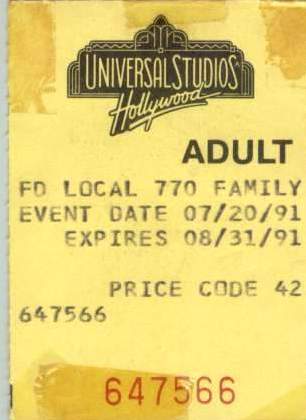 UNIVERSAL STUDIOS
Hollywood
ADULT
FD LOCAL 770 FAMILY
EVENT DATE 07/20/91
EXPIRES 08/31/91
PRICE CODE 42
647566
647566